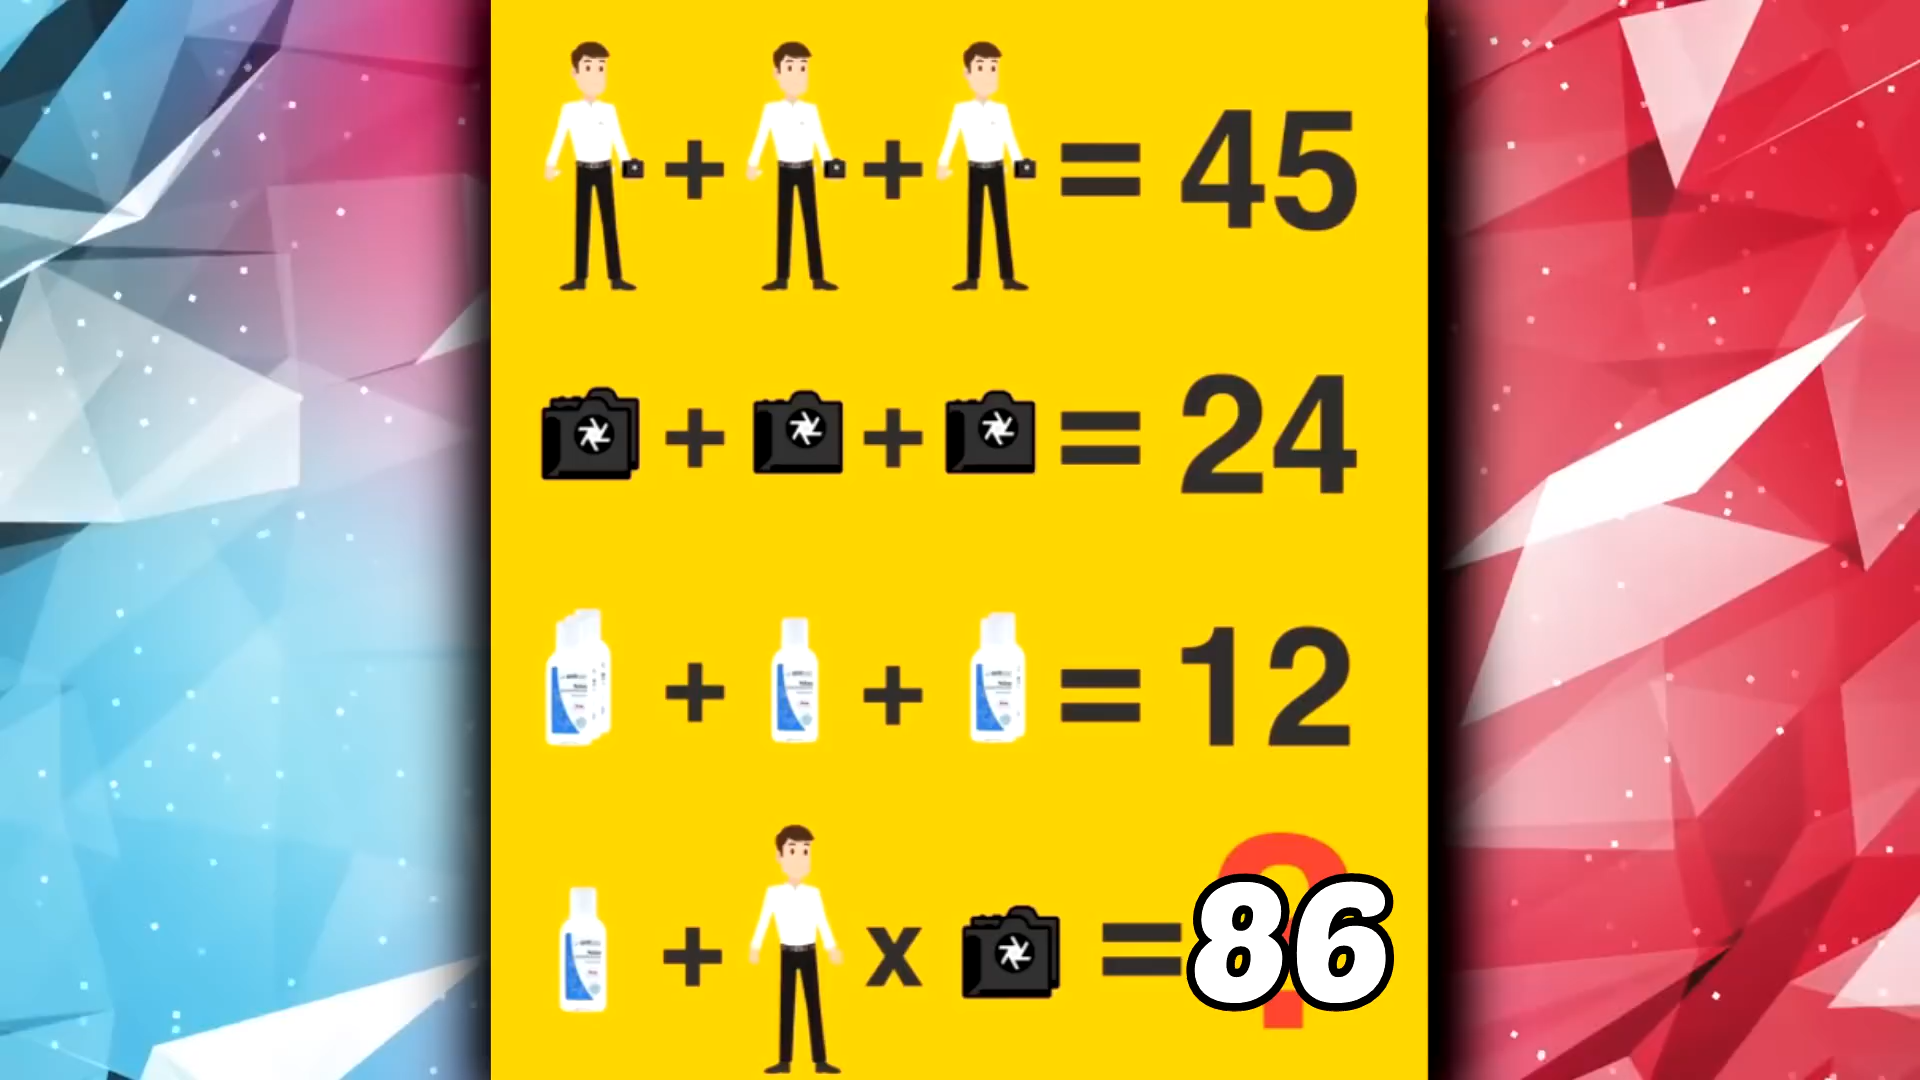 + + = 45
+ + = 24
+ + = 12
+ x = 86